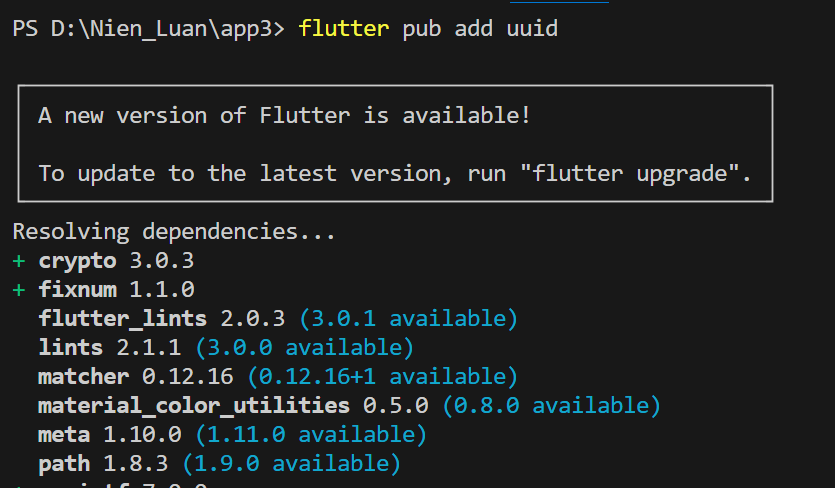 PS D:\Nien_Luan\app3> flutter pub add uuid
A new version of Flutter is available!
To update to the latest version, run "flutter upgrade".
Resolving dependencies...
+ crypto 3.0.3
+ fixnum 1.1.0
flutter_lints 2.0.3 (3.0.1 available)
lints 2.1.1 (3.0.0 available)
matcher 0.12.16 (0.12.16+1 available)
material_color_utilities 0.5.0 (0.8.0 available)
meta 1.10.0 (1.11.0 available)
path 1.8.3 (1.9.0 available)